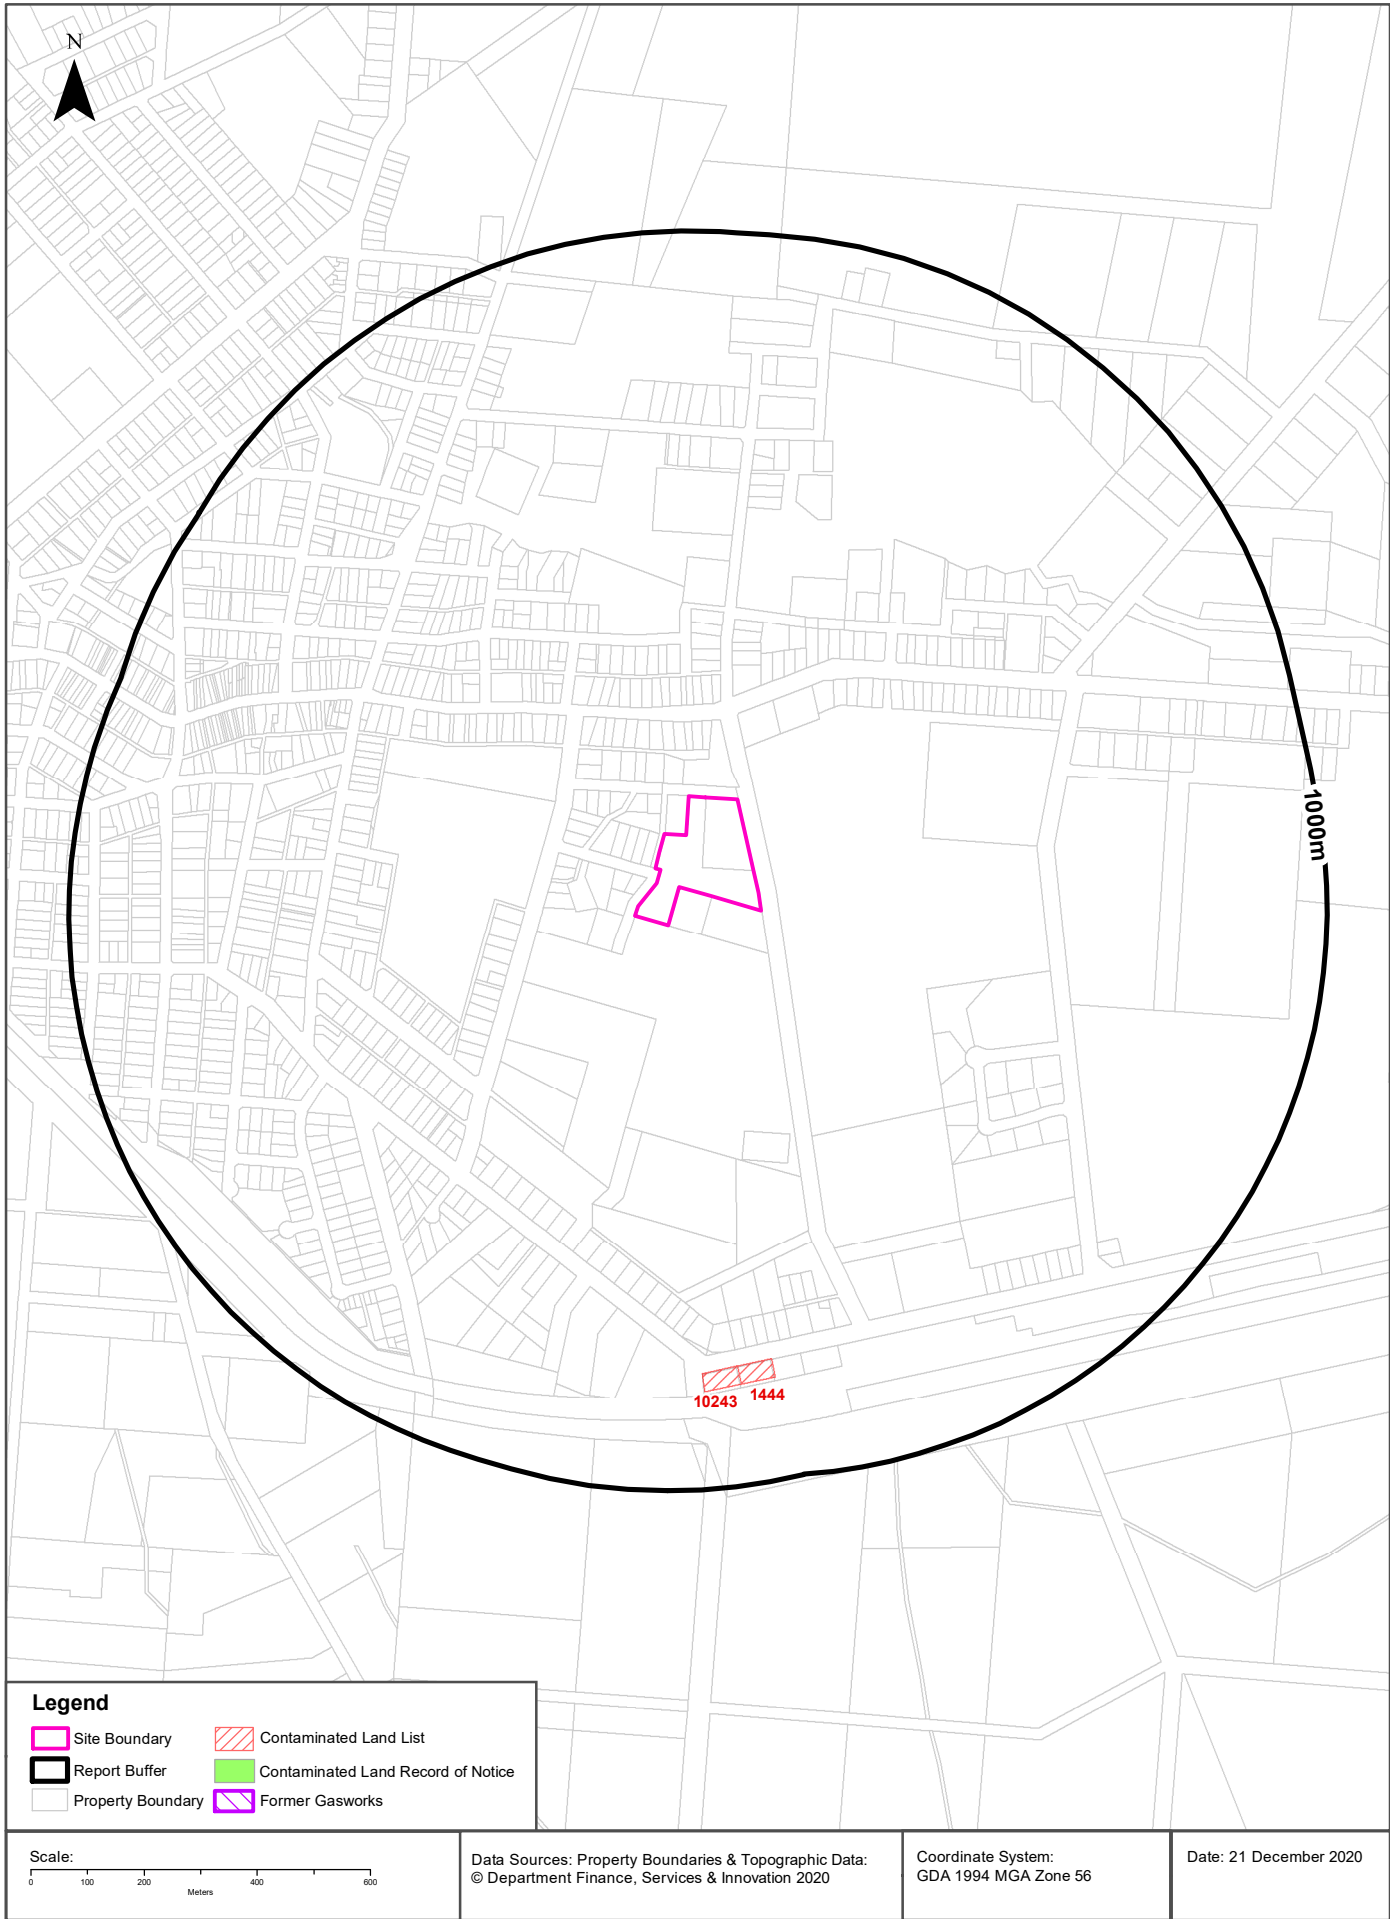 N
1000m
10243
1444
Legend
Site Boundary
Contaminated Land List
Report Buffer
Contaminated Land Record of Notice
Property Boundary
Former Gasworks
Scale:
0 100 200 400 600
Meters
Data Sources: Property Boundaries & Topographic Data:
© Department Finance, Services & Innovation 2020
Coordinate System:
GDA 1994 MGA Zone 56
Date: 21 December 2020